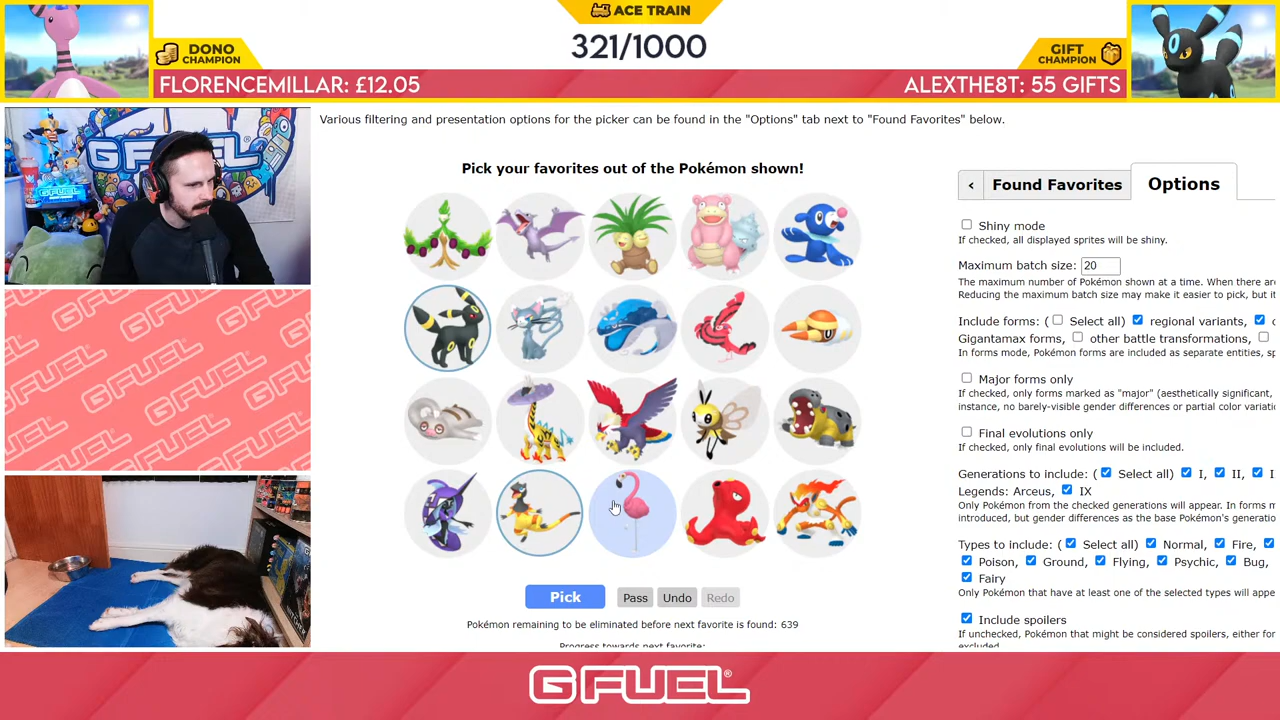 ACE TRAIN
321/1000
DONO
CHAMPION
GIFT
CHAMPION
FLORENCEMILLAR: £12.05
ALEXTHE8T: 55 GIFTS
Various filtering and presentation options for the picker can be found in the "Options" tab next to "Found Favorites" below.
Pick your favorites out of the Pokémon shown!
‹ Found Favorites Options
Shiny mode
If checked, all displayed sprites will be shiny.
Maximum batch size: 20
The maximum number of Pokémon shown at a time. When there are
Reducing the maximum batch size may make it easier to pick, but it
Include forms: ( Select all) regional variants,
Gigantamax forms, other battle transformations,
In forms mode, Pokémon forms are included as separate entities, sp
Major forms only
If checked, only forms marked as "major" (aesthetically significant,
instance, no barely-visible gender differences or partial color variatio
Final evolutions only
If checked, only final evolutions will be included.
Generations to include: ( Select all) I, II, I
Legends: Arceus, IX
Only Pokémon from the checked generations will appear. In forms m
introduced, but gender differences as the base Pokémon's generatio
Types to include: ( Select all) Normal, Fire,
Poison, Ground, Flying, Psychic, Bug,
Fairy
Only Pokémon that have at least one of the selected types will appe
Include spoilers
If unchecked, Pokémon that might be considered spoilers, either for
excluded.
Pick Pass Undo Redo
Pokémon remaining to be eliminated before next favorite is found: 639
Progress towards next favorite:
G FUEL
G FUEL